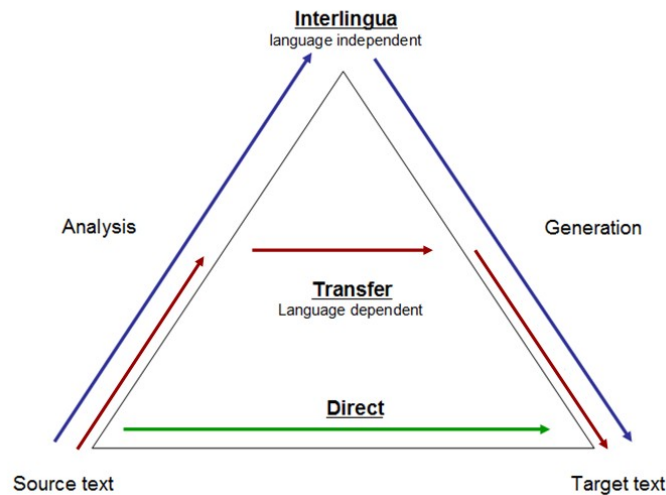 Interlingua
language independent
Analysis
Generation
Transfer
Language dependent
Direct
Source text
Target text